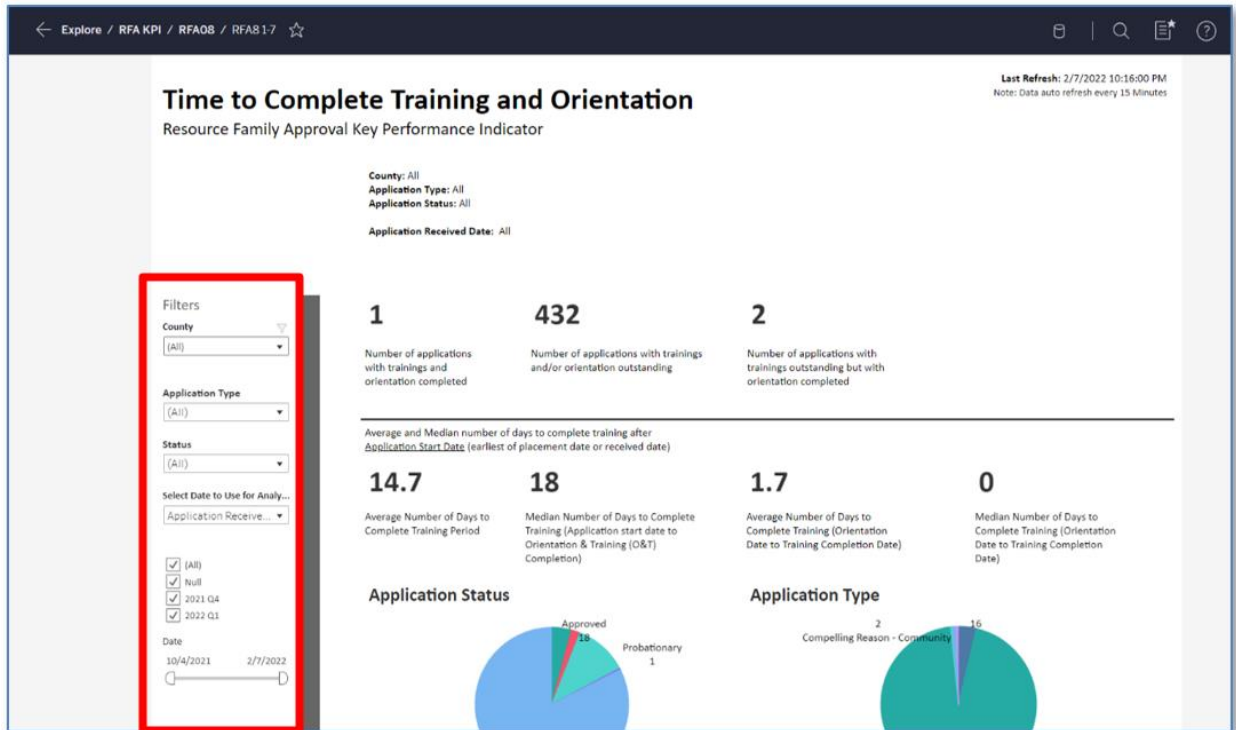 Explore / RFA KPI / RFA08 / RFA8 1-7
Last Refresh: 2/7/2022 10:16:00 PM
Note: Data auto refresh every 15 Minutes
Time to Complete Training and Orientation
Resource Family Approval Key Performance Indicator
County: All
Application Type: All
Application Status: All
Application Received Date: All
Filters
County
(All)
Application Type
(All)
Status
(All)
Select Date to Use for Analy...
Application Receive...
(All)
Null
2021 Q4
2022 Q1
Date
10/4/2021 2/7/2022
1
Number of applications
with trainings and
orientation completed
432
Number of applications with trainings
and/or orientation outstanding
2
Number of applications with
trainings outstanding but with
orientation completed
Average and Median number of days to complete training after
Application Start Date (earliest of placement date or received date)
14.7
Average Number of Days to
Complete Training Period
18
Median Number of Days to Complete
Training (Application start date to
Orientation & Training (O&T)
Completion)
1.7
Average Number of Days to
Complete Training (Orientation
Date to Training Completion Date)
0
Median Number of Days to
Complete Training (Orientation
Date to Training Completion
Date)
Application Status
Approved
18
Probationary
1
Application Type
2
Compelling Reason - Community
16